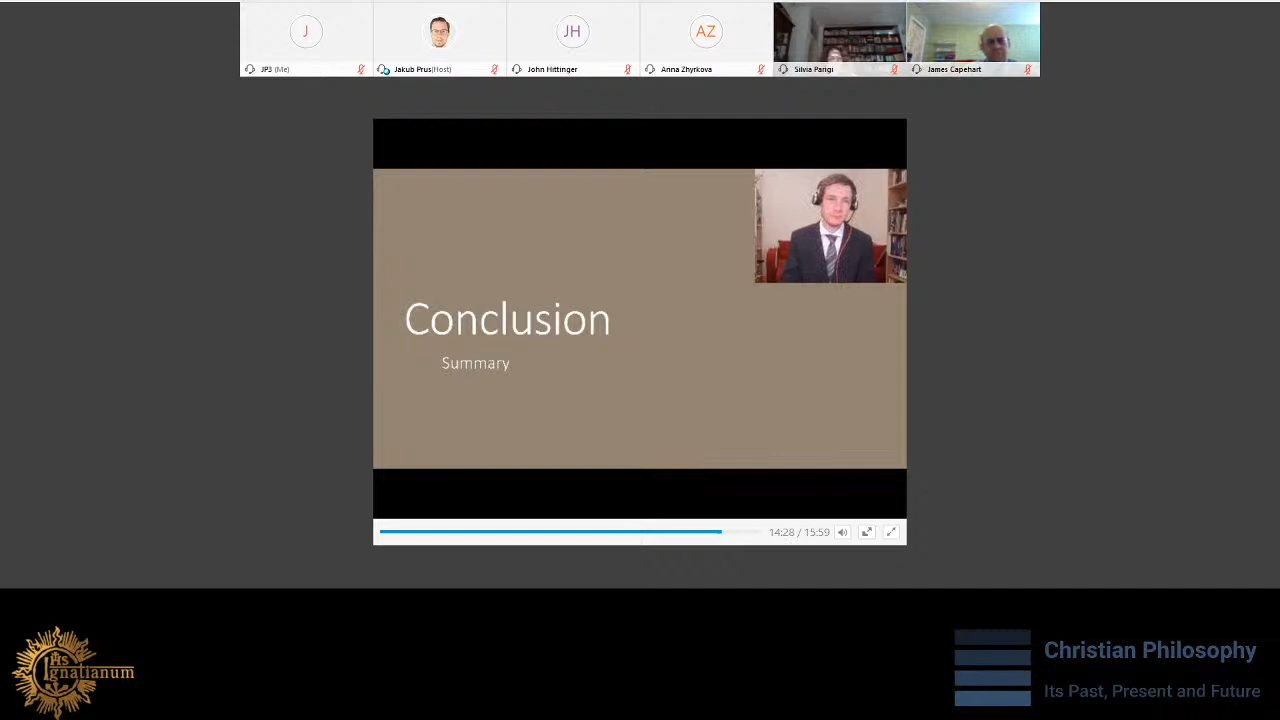 J
JH
AZ
JP3 (Me)
Jakub Prus(Host)
John Hittinger
Anna Zhyrkova
Silvia Parigi
James Capehart
Conclusion
Summary
14:28 / 15:59
IHS
Ignatianum
Christian Philosophy
Its Past, Present and Future